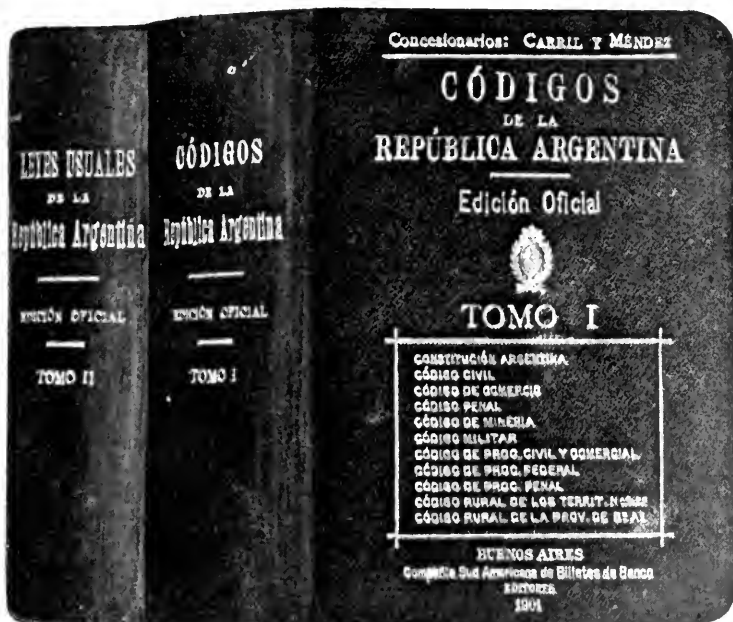 LEYES USUALES
DE LA
República Argentina
EDICIÓN OFICIAL
TOMO II
CÓDIGOS
DE LA
República Argentina
EDICIÓN OFICIAL
TOMO I
Concesionarios: CARRIL Y MÉNDEZ
CÓDIGOS
DE LA
REPÚBLICA ARGENTINA
Edición Oficial
TOMO I
CONSTITUCIÓN ARGENTINA
CÓDIGO CIVIL
CÓDIGO DE COMERCIO
CÓDIGO PENAL
CÓDIGO DE MINERIA
CÓDIGO MILITAR
CÓDIGO DE PROC. CIVIL Y COMERCIAL
CÓDIGO DE PROC. FEDERAL
CÓDIGO DE PROC. PENAL
CÓDIGO RURAL DE LOS TERRIT.
CÓDIGO RURAL DE LA PROV. DE
BUENOS AIRES
Compañía Sud Americana de Billetes de Banco
EDITORES
1901